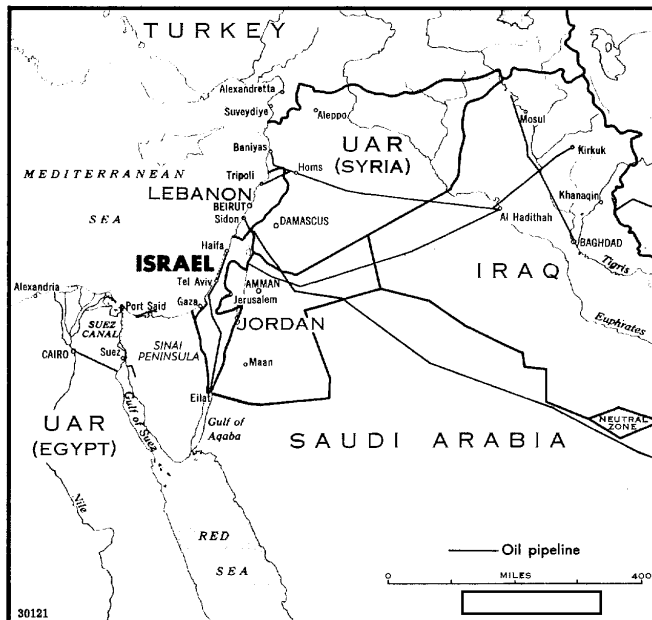 TURKEY
Alexandretta
Suveydiye
Aleppo
Mosul
UAR
(SYRIA)
Baniyas
Kirkuk
Tripoli
Homs
MEDITERRANEAN
SEA
LEBANON
BEIRUT
Sidon
Khanaqin
Al Hadithah
DAMASCUS
BAGHDAD
Haifa
ISRAEL
IRAQ
Tigris
Tel Aviv
AMMAN
Jerusalem
Alexandria
Port Said
Gaza
JORDAN
Euphrates
SUEZ
CANAL
SINAI
PENINSULA
CAIRO
Suez
Maan
Eilat
UAR
(EGYPT)
Gulf of Suez
Gulf of
Aqaba
SAUDI ARABIA
NEUTRAL
ZONE
Nile
RED
SEA
Oil pipeline
0 MILES 400
30121